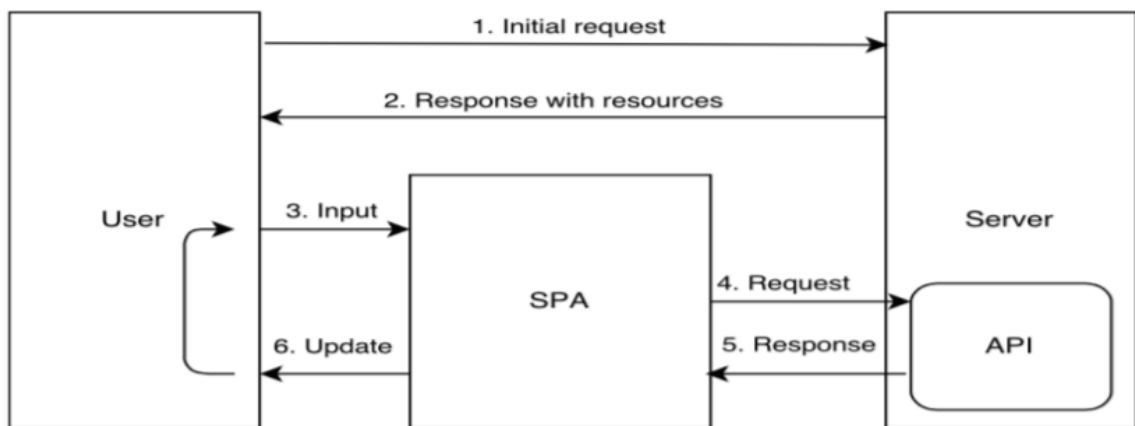 1. Initial request
2. Response with resources
User
3. Input
Server
SPA
4. Request
6. Update
5. Response
API